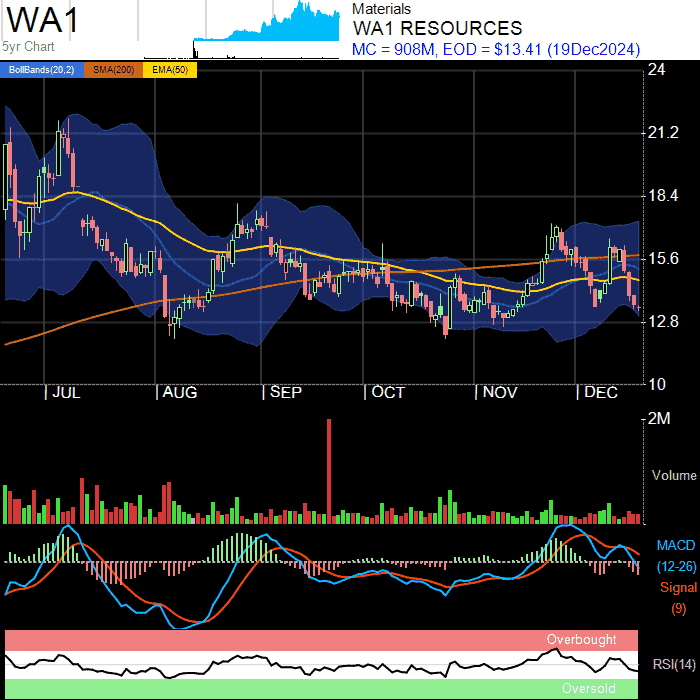 WA1
5yr Chart
Materials
WA1 RESOURCES
MC = 908M, EOD = $13.41 (19Dec2024)
BollBands(20,2) SMA(200) EMA(50)
24
21.2
18.4
15.6
12.8
10
| JUL | AUG | SEP | OCT | NOV | DEC
2M
Volume
MACD
(12-26)
Signal
(9)
Overbought
RSI(14)
Oversold